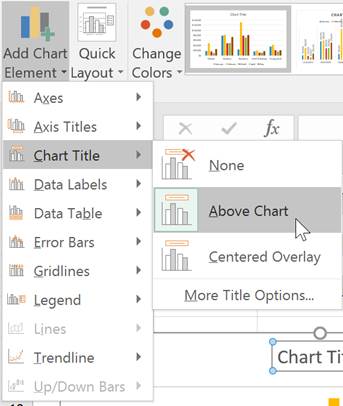 Add Chart
Element
Quick
Layout
Change
Colors
Chart Title
Axes
Axis Titles
fx
Chart Title
None
Data Labels
Above Chart
Data Table
Error Bars
Centered Overlay
Gridlines
Legend
More Title Options...
Lines
Trendline
Chart Tit
Up/Down Bars